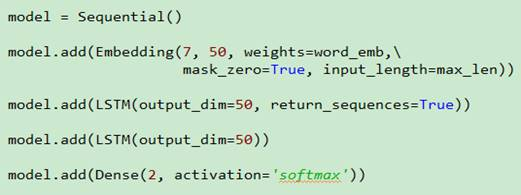 model = Sequential()
model.add(Embedding(7, 50, weights=word_emb,\
mask_zero=True, input_length=max_len))
model.add(LSTM(output_dim=50, return_sequences=True))
model.add(LSTM(output_dim=50))
model.add(Dense(2, activation='softmax'))